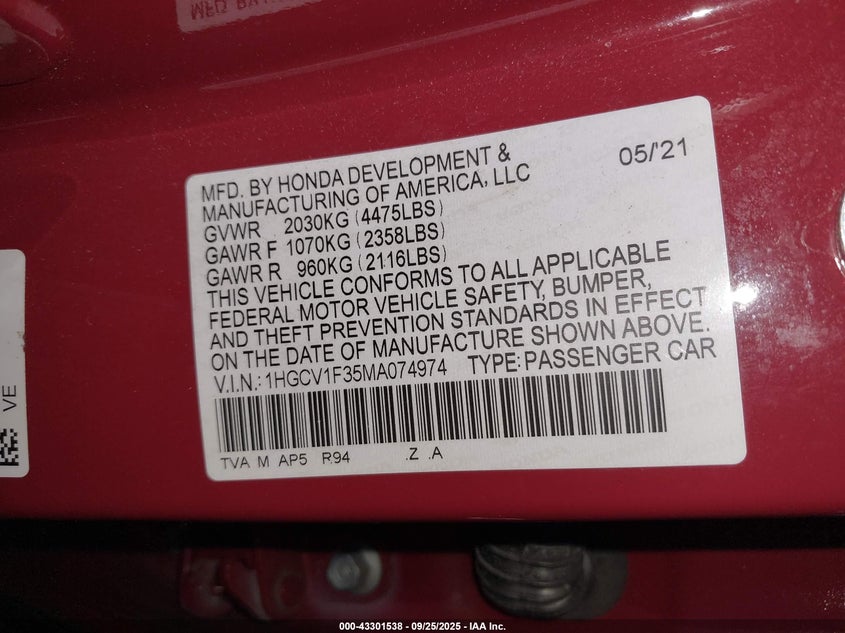 MFD. BY HONDA DEVELOPMENT &
MANUFACTURING OF AMERICA, LLC
05/'21
GVWR 2030KG (4475LBS)
GAWR F 1070KG (2358LBS)
GAWR R 960KG (2116LBS)
THIS VEHICLE CONFORMS TO ALL APPLICABLE
FEDERAL MOTOR VEHICLE SAFETY, BUMPER,
AND THEFT PREVENTION STANDARDS IN EFFECT
ON THE DATE OF MANUFACTURE SHOWN ABOVE.
V.I.N.: 1HGCV1F35MA074974 TYPE: PASSENGER CAR
TVA M AP5 R94 .Z .A
VE
000-43301538 - 09/25/2025 - IAA Inc.